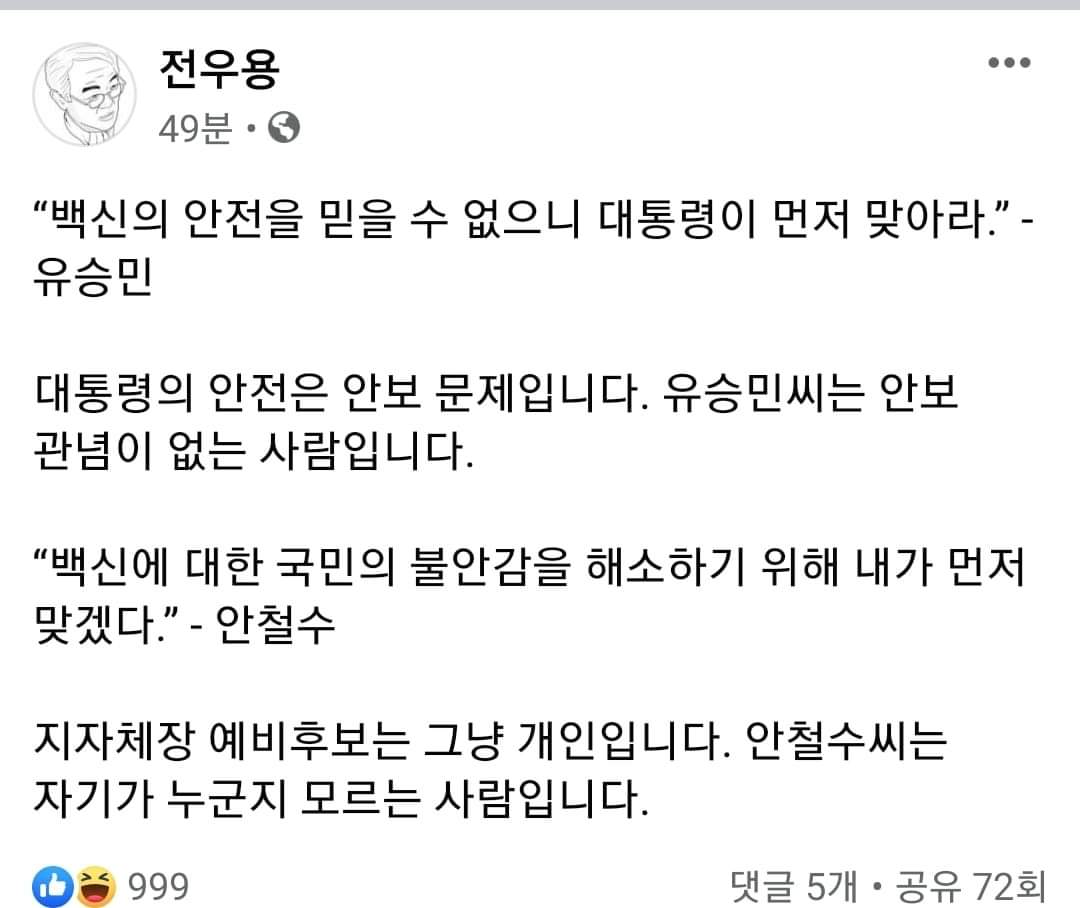 전우용
49분 ·
“백신의 안전을 믿을 수 없으니 대통령이 먼저 맞아라.” -
유승민
대통령의 안전은 안보 문제입니다. 유승민씨는 안보
관념이 없는 사람입니다.
“백신에 대한 국민의 불안감을 해소하기 위해 내가 먼저
맞겠다.” - 안철수
지자체장 예비후보는 그냥 개인입니다. 안철수씨는
자기가 누군지 모르는 사람입니다.
999 댓글 5개 · 공유 72회